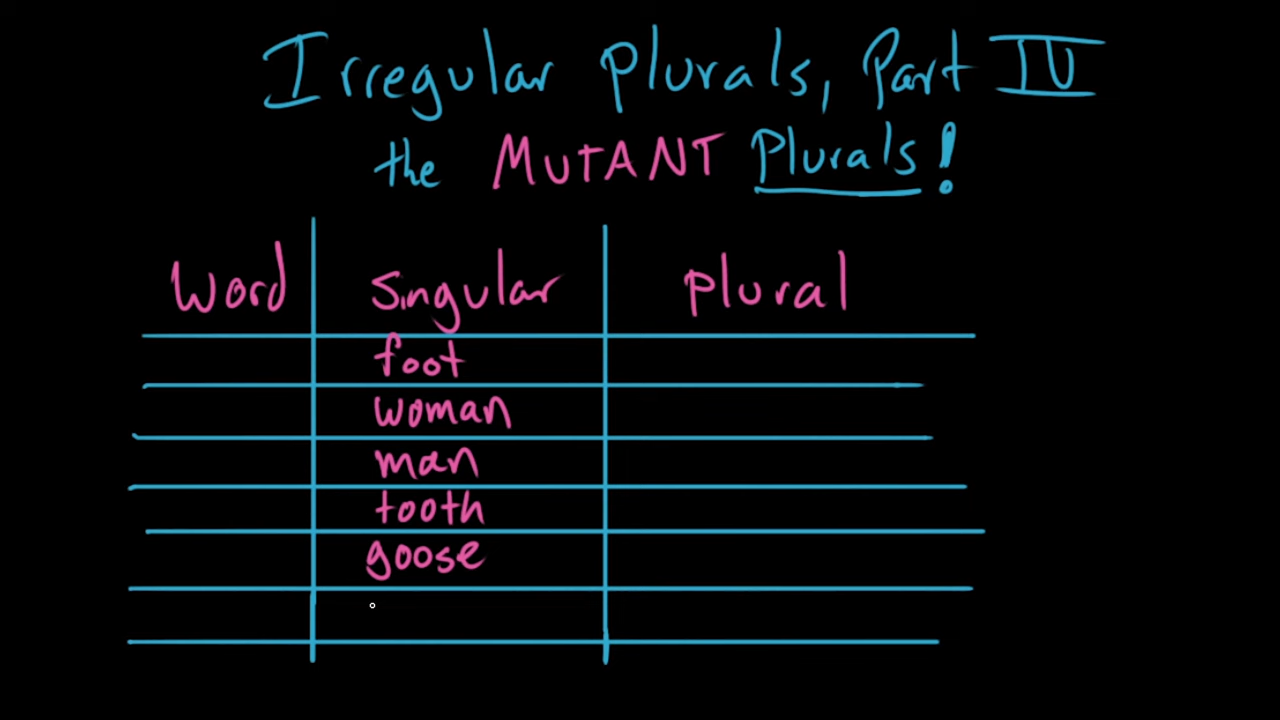 Irregular plurals, Part IV
the MUTANT Plurals!
Word singular plural
foot
woman
man
tooth
goose